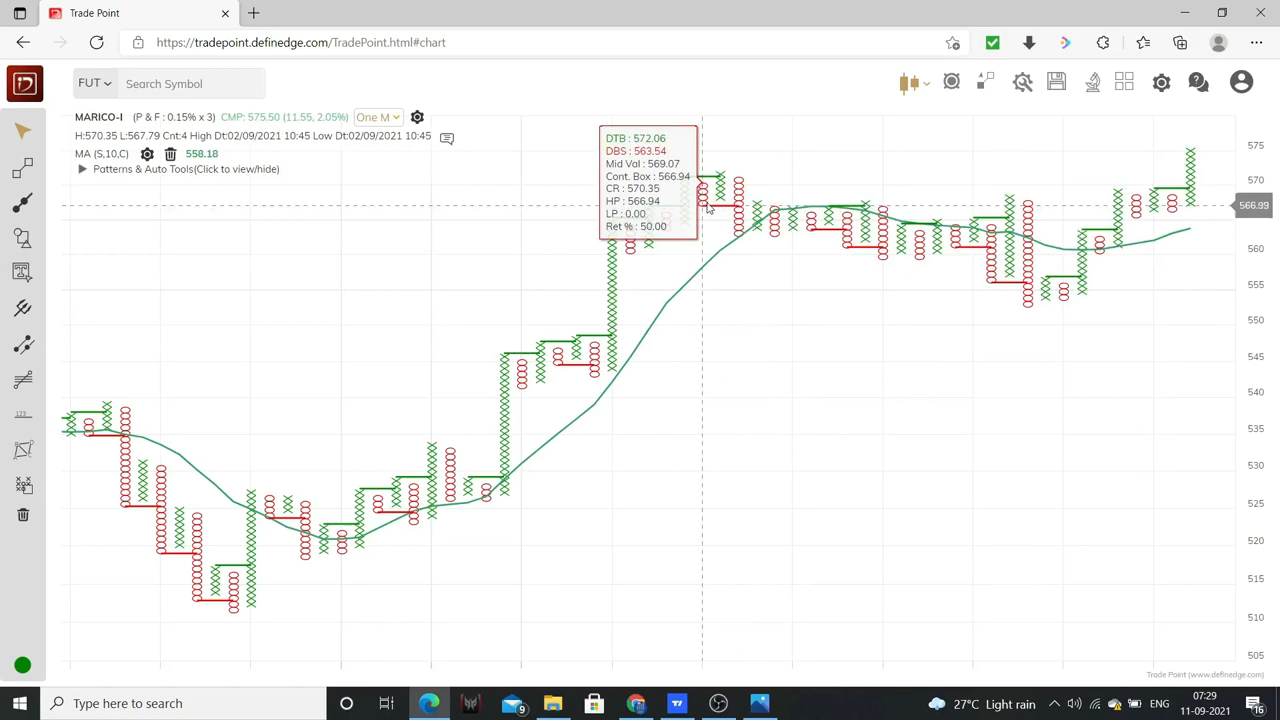 Trade Point
https://tradepoint.definedge.com/TradePoint.html#chart
FUT
Search Symbol
MARICO-I (P & F : 0.15% x 3) CMP: 575.50 (11.55, 2.05%) One M
H:570.35 L:567.79 Cnt:4 High Dt:02/09/2021 10:45 Low Dt:02/09/2021 10:45
MA (S,10,C) 558.18
Patterns & Auto Tools(Click to view/hide)
DTB : 572.06
DBS : 563.54
Mid Val : 569.07
Cont. Box : 566.94
CR : 570.35
HP : 566.94
LP : 0.00
Ret % : 50.00
575
570
566.99
560
555
550
545
540
535
530
525
520
515
510
505
123
Trade Point (www.definedge.com)
Type here to search
9
27°C Light rain
ENG
07:29
11-09-2021
16